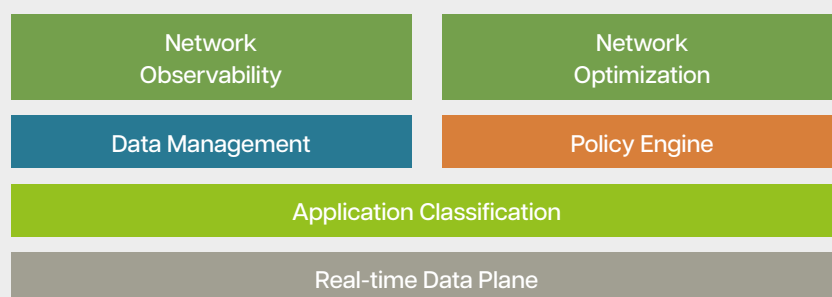 Network
Observability
Network
Optimization
Data Management
Policy Engine
Application Classification
Real-time Data Plane